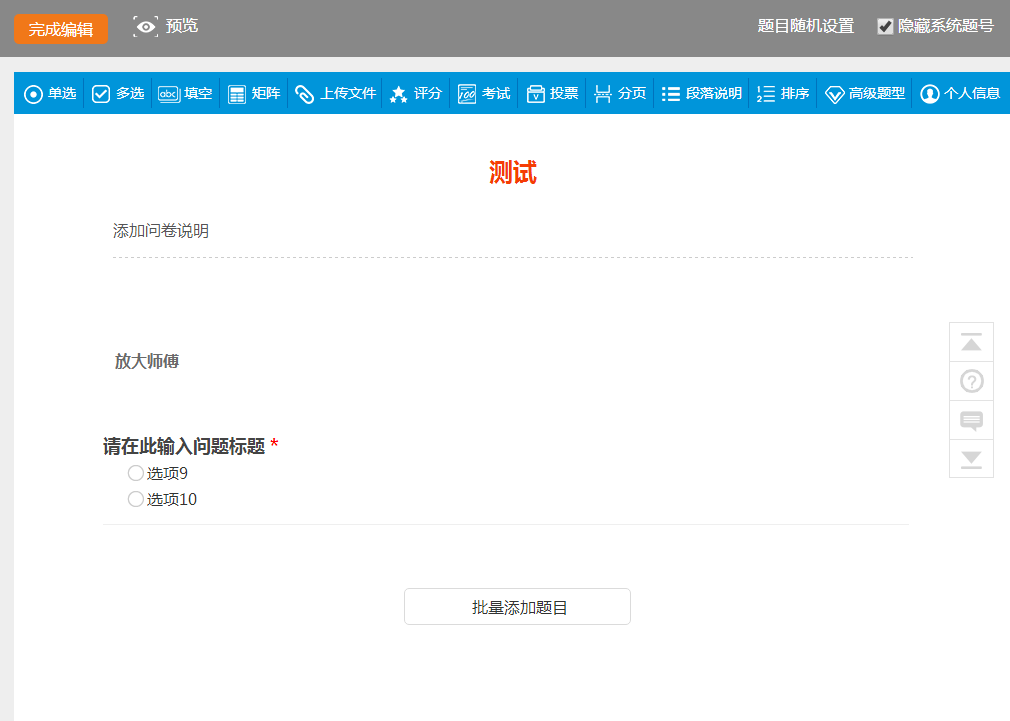 完成编辑 预览 题目随机设置 隐藏系统题号
单选 多选 abc 填空 矩阵 上传文件 评分 100 考试 投票 分页 段落说明 排序 高级题型 个人信息
测试
添加问卷说明
放大师傅
请在此输入问题标题 *
选项9
选项10
批量添加题目